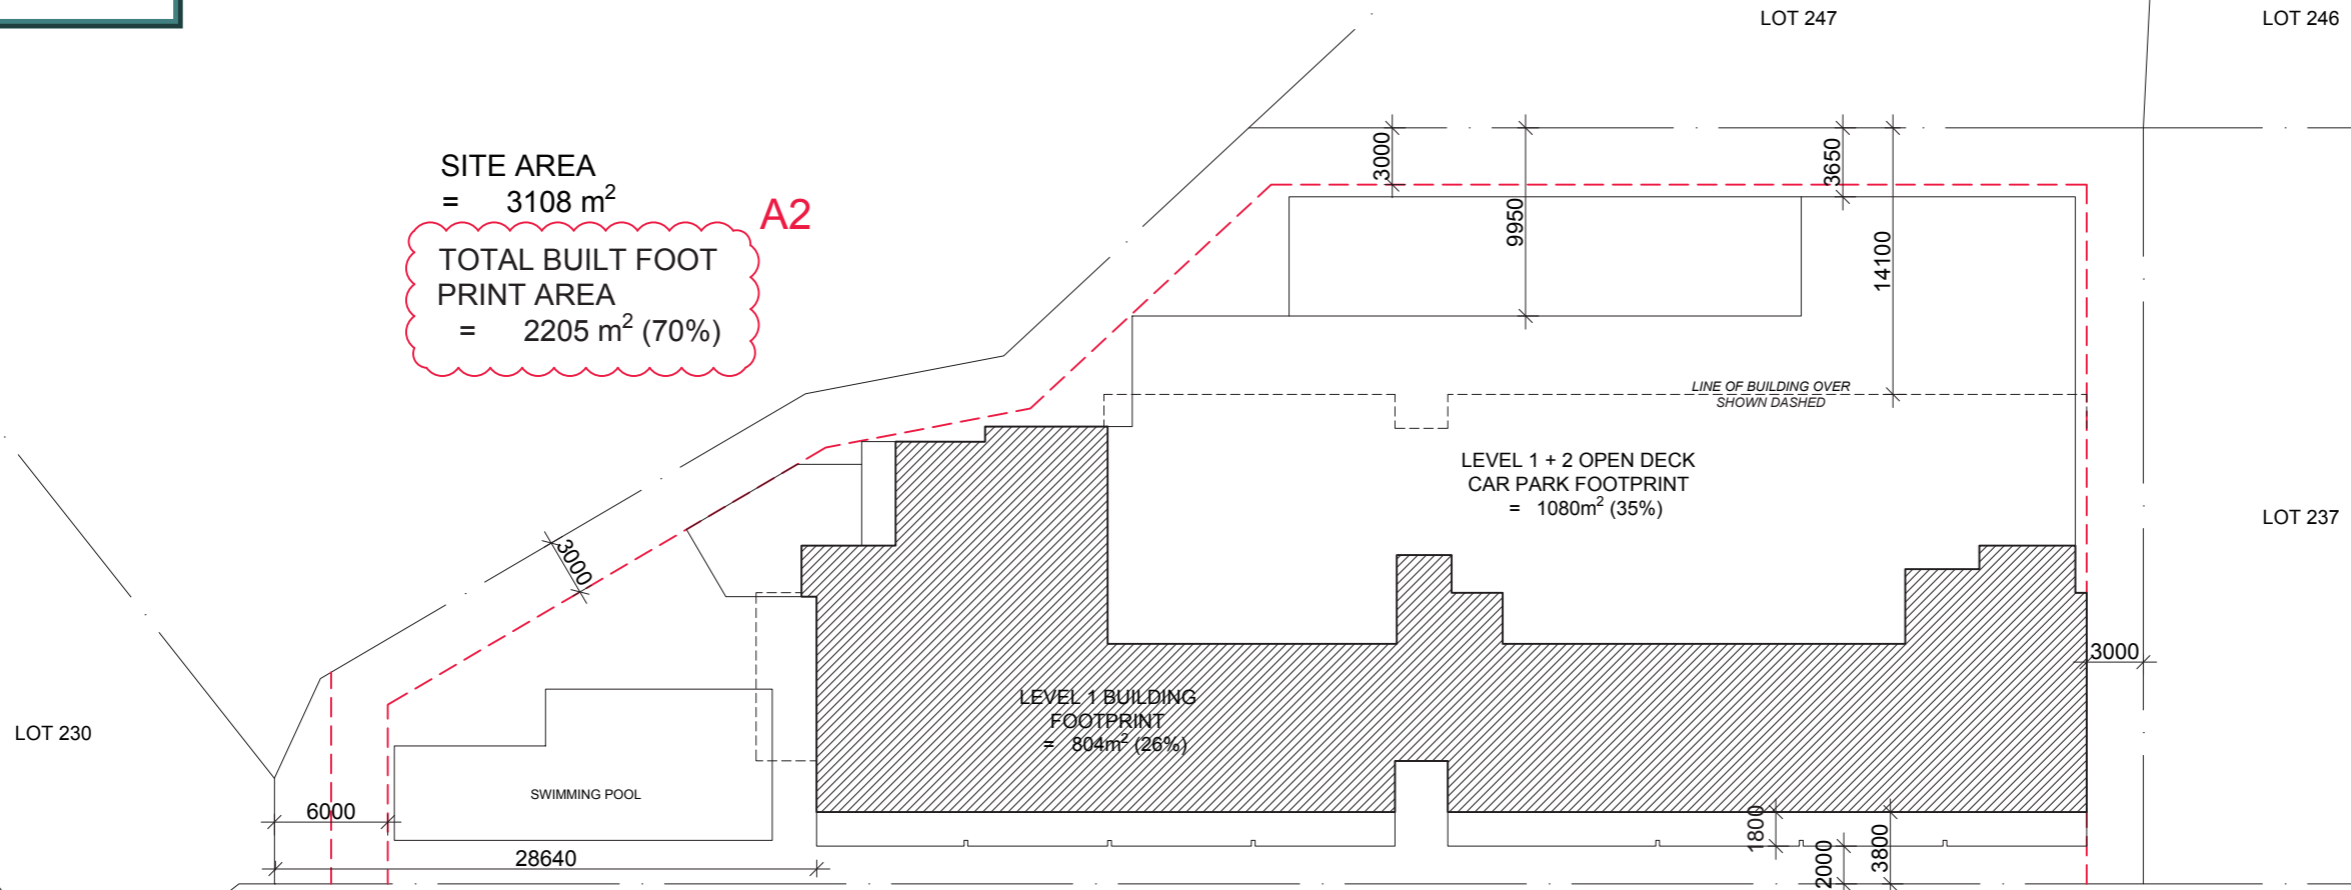 LOT 247
LOT 246
SITE AREA
= 3108 m²
A2
TOTAL BUILT FOOT
PRINT AREA
= 2205 m² (70%)
3000
9950
3650
14100
LINE OF BUILDING OVER
SHOWN DASHED
LEVEL 1 + 2 OPEN DECK
CAR PARK FOOTPRINT
= 1080m² (35%)
LOT 237
3000
3000
LEVEL 1 BUILDING
FOOTPRINT
= 804m² (26%)
LOT 230
SWIMMING POOL
6000
28640
1800
2000
3800